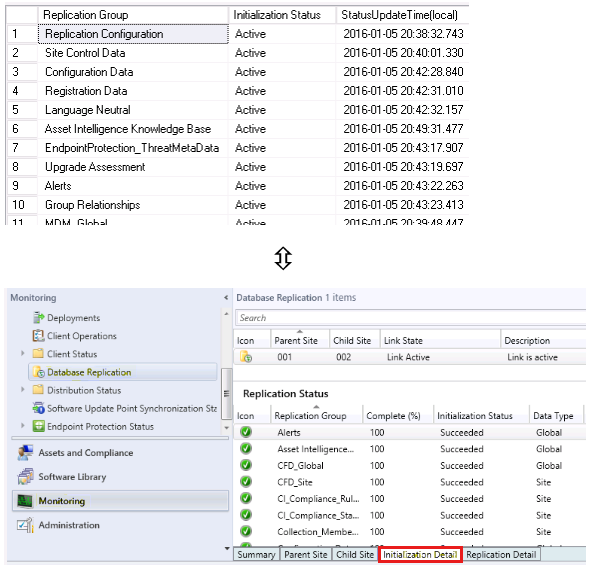 Replication Group Initialization Status StatusUpdateTime(local)
1 Replication Configuration Active 2016-01-05 20:38:32.743
2 Site Control Data Active 2016-01-05 20:40:01.330
3 Configuration Data Active 2016-01-05 20:42:28.840
4 Registration Data Active 2016-01-05 20:42:31.010
5 Language Neutral Active 2016-01-05 20:42:32.157
6 Asset Intelligence Knowledge Base Active 2016-01-05 20:49:31.477
7 EndpointProtection_ThreatMetaData Active 2016-01-05 20:43:17.907
8 Upgrade Assessment Active 2016-01-05 20:43:19.697
9 Alerts Active 2016-01-05 20:43:22.263
10 Group Relationships Active 2016-01-05 20:43:23.413
11 MDM_Global Active 2016-01-05 20:39:48.447
Monitoring
Deployments
Client Operations
Client Status
Database Replication
Distribution Status
Software Update Point Synchronization Sta
Endpoint Protection Status
Assets and Compliance
Software Library
Monitoring
Administration
Database Replication 1 items
Search
Icon Parent Site Child Site Link State Description
001 002 Link Active Link is active
Replication Status
Icon Replication Group Complete (%) Initialization Status Data Type
Alerts 100 Succeeded Global
Asset Intelligence... 100 Succeeded Global
CFD_Global 100 Succeeded Global
CFD_Site 100 Succeeded Site
CI_Compliance_Rul... 100 Succeeded Site
CI_Compliance_Sta... 100 Succeeded Site
Collection_Membe... 100 Succeeded Site
Summary Parent Site Child Site Initialization Detail Replication Detail